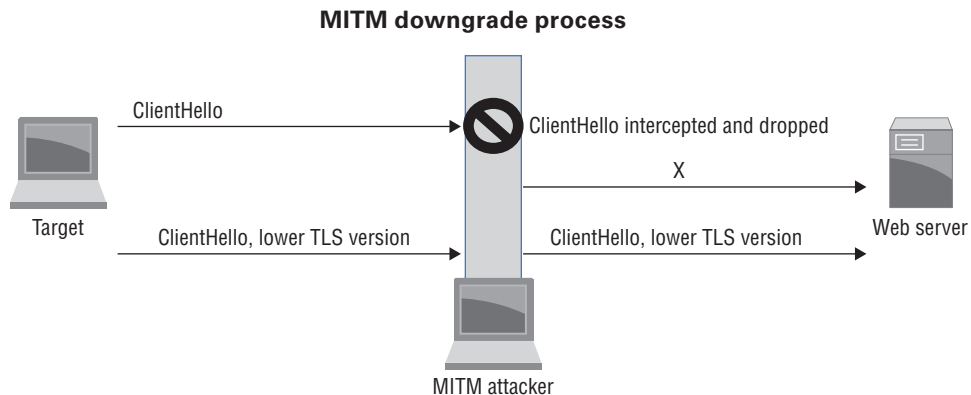 MITM downgrade process
ClientHello
ClientHello intercepted and dropped
X
Target
Web server
ClientHello, lower TLS version
ClientHello, lower TLS version
MITM attacker